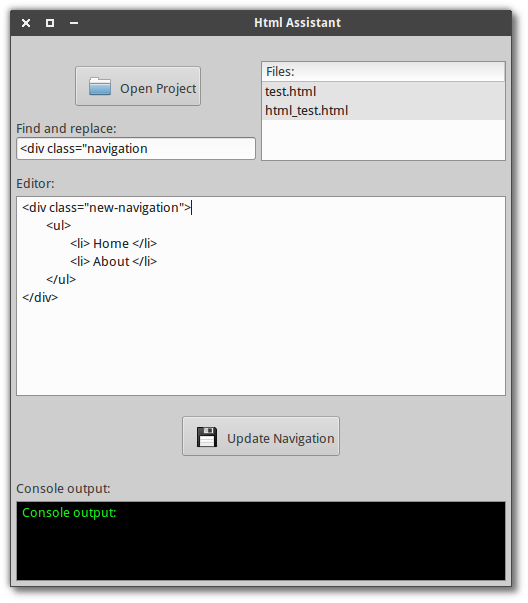 Html Assistant
Open Project
Files:
test.html
html_test.html
Find and replace:
<div class="navigation
Editor:
<div class="new-navigation">
<ul>
<li> Home </li>
<li> About </li>
</ul>
</div>
Update Navigation
Console output:
Console output: